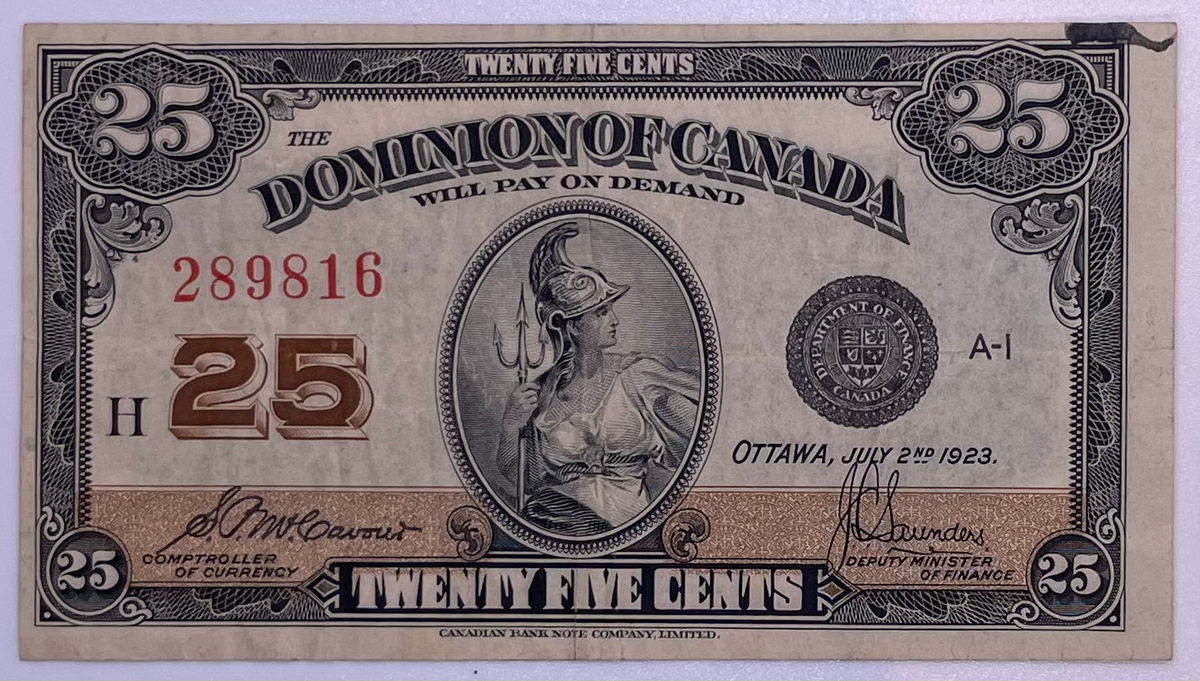 TWENTY FIVE CENTS
25
25
THE
DOMINION OF CANADA
WILL PAY ON DEMAND
289816
25
H
DEPARTMENT OF FINANCE
CANADA
A-1
OTTAWA, JULY 2ND 1923.
J.C. Saunders
COMPTROLLER
OF CURRENCY
DEPUTY MINISTER
OF FINANCE
25
TWENTY FIVE CENTS
25
CANADIAN BANK NOTE COMPANY, LIMITED.